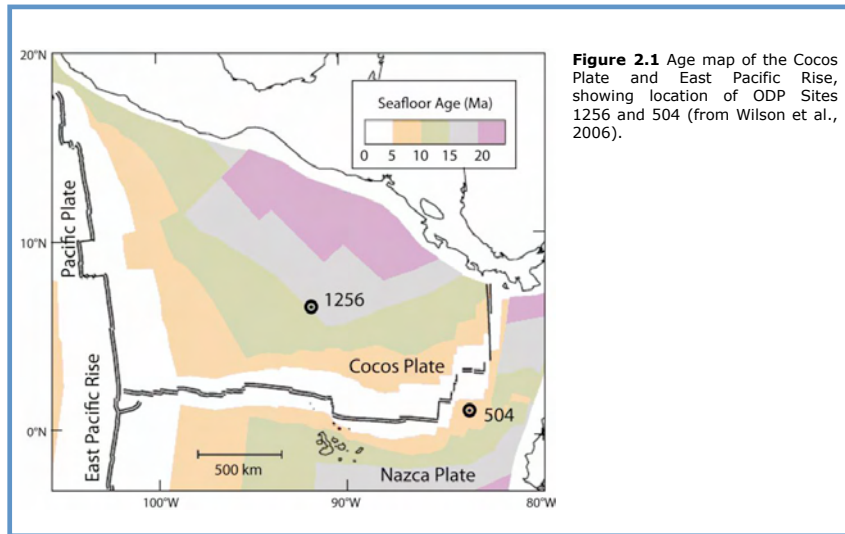 20°N
10°N
0°N
100°W
90°W
80°W
Pacific Plate
East Pacific Rise
Seafloor Age (Ma)
0 5 10 15 20
1256
Cocos Plate
504
500 km
Nazca Plate
Figure 2.1 Age map of the Cocos
Plate and East Pacific Rise,
showing location of ODP Sites
1256 and 504 (from Wilson et al.,
2006).